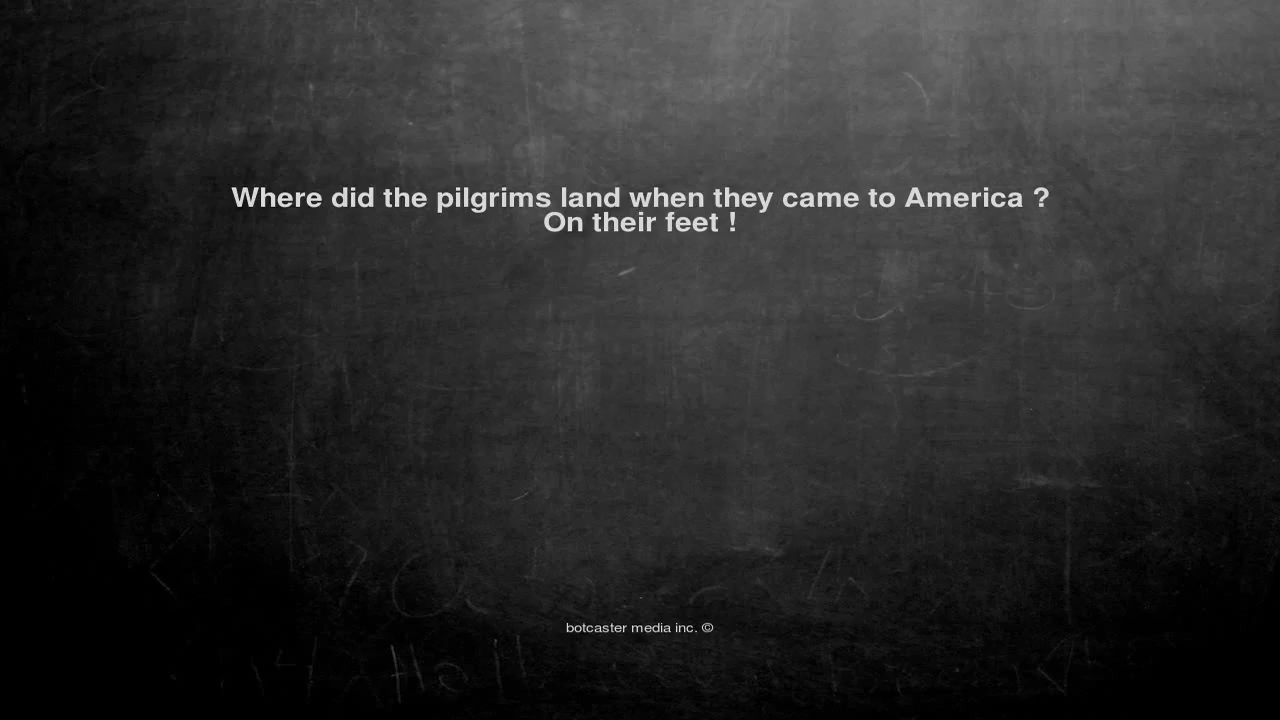 Where did the pilgrims land when they came to America ?
On their feet !
botcaster media inc. ©